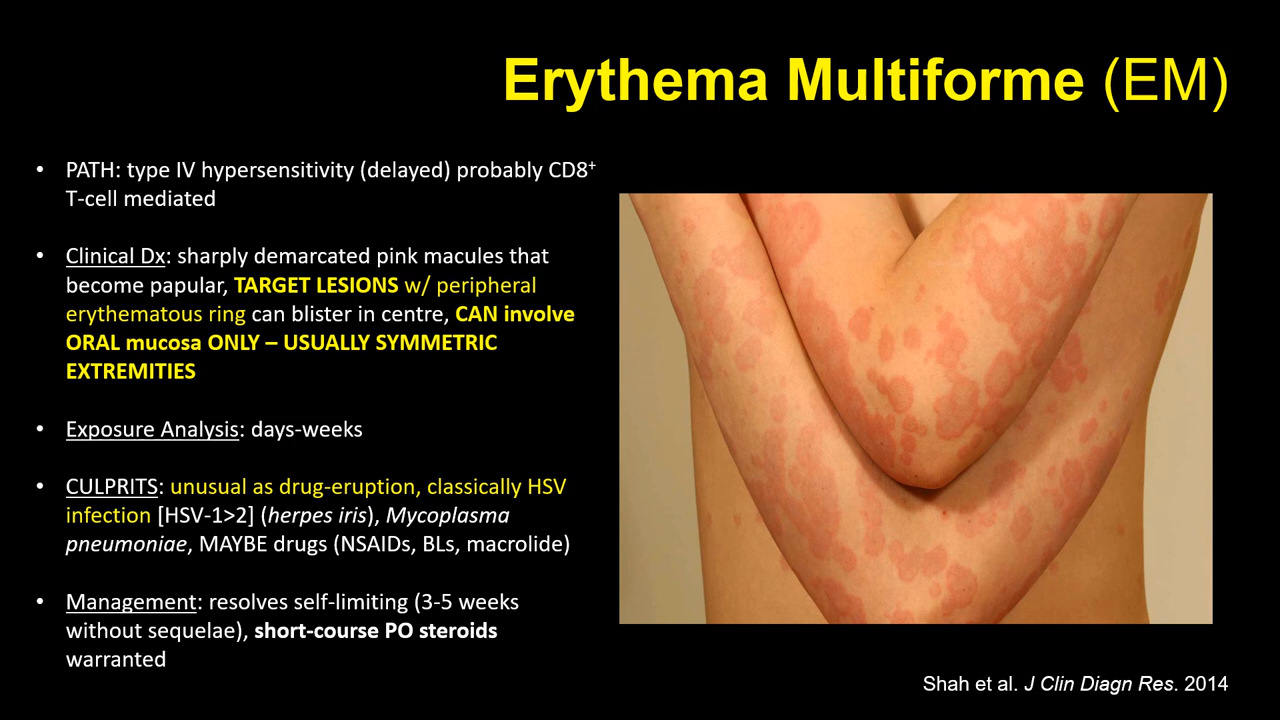 Erythema Multiforme (EM)
• PATH: type IV hypersensitivity (delayed) probably CD8⁺
T-cell mediated
• Clinical Dx: sharply demarcated pink macules that
become papular, TARGET LESIONS w/ peripheral
erythematous ring can blister in centre, CAN involve
ORAL mucosa ONLY – USUALLY SYMMETRIC
EXTREMITIES
• Exposure Analysis: days-weeks
• CULPRITS: unusual as drug-eruption, classically HSV
infection [HSV-1>2] (herpes iris), Mycoplasma
pneumoniae, MAYBE drugs (NSAIDs, BLs, macrolide)
• Management: resolves self-limiting (3-5 weeks
without sequelae), short-course PO steroids
warranted
Shah et al. J Clin Diagn Res. 2014